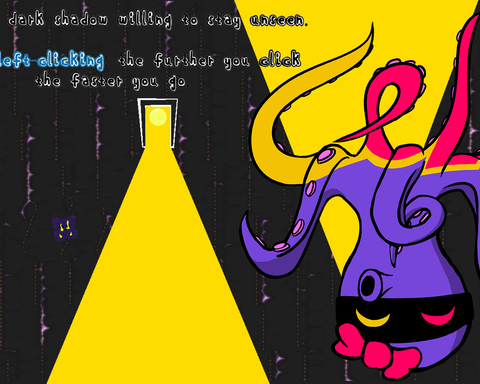 dark shadow willing to stay unseen.
left-clicking the further you click
the faster you go